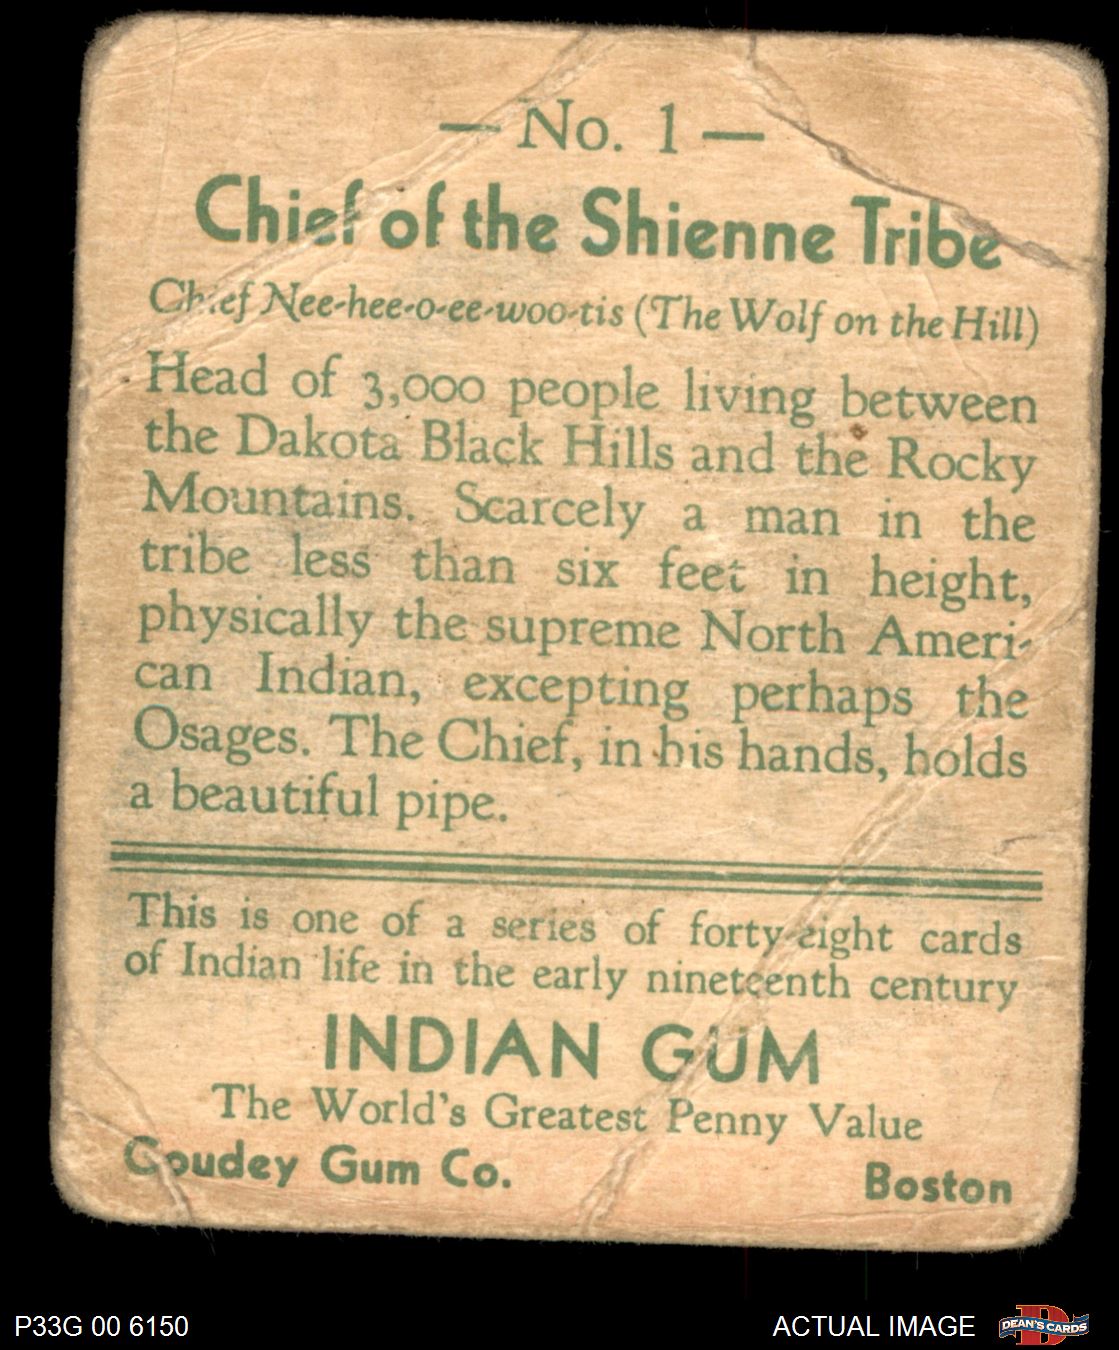 — No. 1 —
Chief of the Shienne Tribe
Chief Nee-hee-o-ee-woo-tis (The Wolf on the Hill)
Head of 3,000 people living between
the Dakota Black Hills and the Rocky
Mountains. Scarcely a man in the
tribe less than six feet in height,
physically the supreme North Ameri-
can Indian, excepting perhaps the
Osages. The Chief, in his hands, holds
a beautiful pipe.
This is one of a series of forty-eight cards
of Indian life in the early nineteenth century
INDIAN GUM
The World's Greatest Penny Value
Goudey Gum Co. Boston
P33G 00 6150 ACTUAL IMAGE DEAN'S CARDS